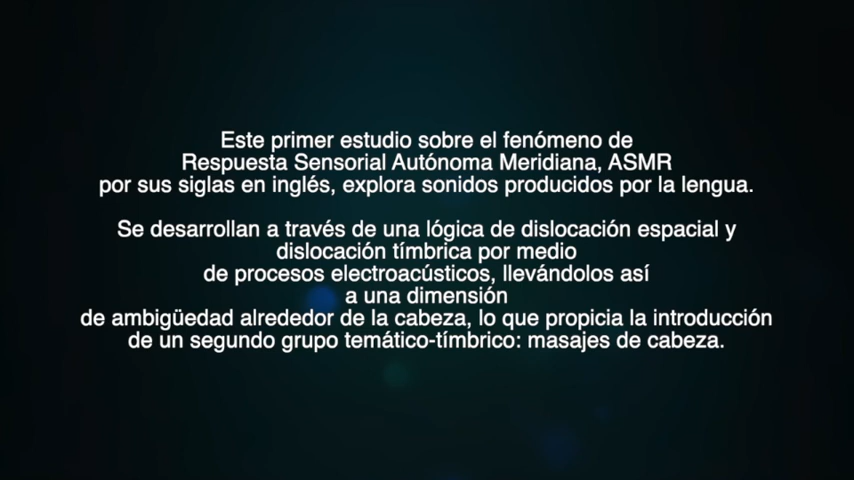 Este primer estudio sobre el fenómeno de
Respuesta Sensorial Autónoma Meridiana, ASMR
por sus siglas en inglés, explora sonidos producidos por la lengua.
Se desarrollan a través de una lógica de dislocación espacial y
dislocación tímbrica por medio
de procesos electroacústicos, llevándolos así
a una dimensión
de ambigüedad alrededor de la cabeza, lo que propicia la introducción
de un segundo grupo temático-tímbrico: masajes de cabeza.